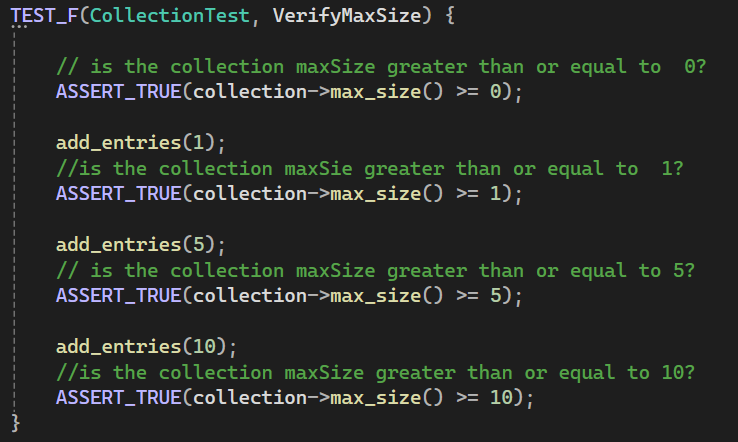 TEST_F(CollectionTest, VerifyMaxSize) {
// is the collection maxSize greater than or equal to  0?
ASSERT_TRUE(collection->max_size() >= 0);
add_entries(1);
//is the collection maxSie greater than or equal to  1?
ASSERT_TRUE(collection->max_size() >= 1);
add_entries(5);
// is the collection maxSize greater than or equal to 5?
ASSERT_TRUE(collection->max_size() >= 5);
add_entries(10);
//is the collection maxSize greater than or equal to 10?
ASSERT_TRUE(collection->max_size() >= 10);
}